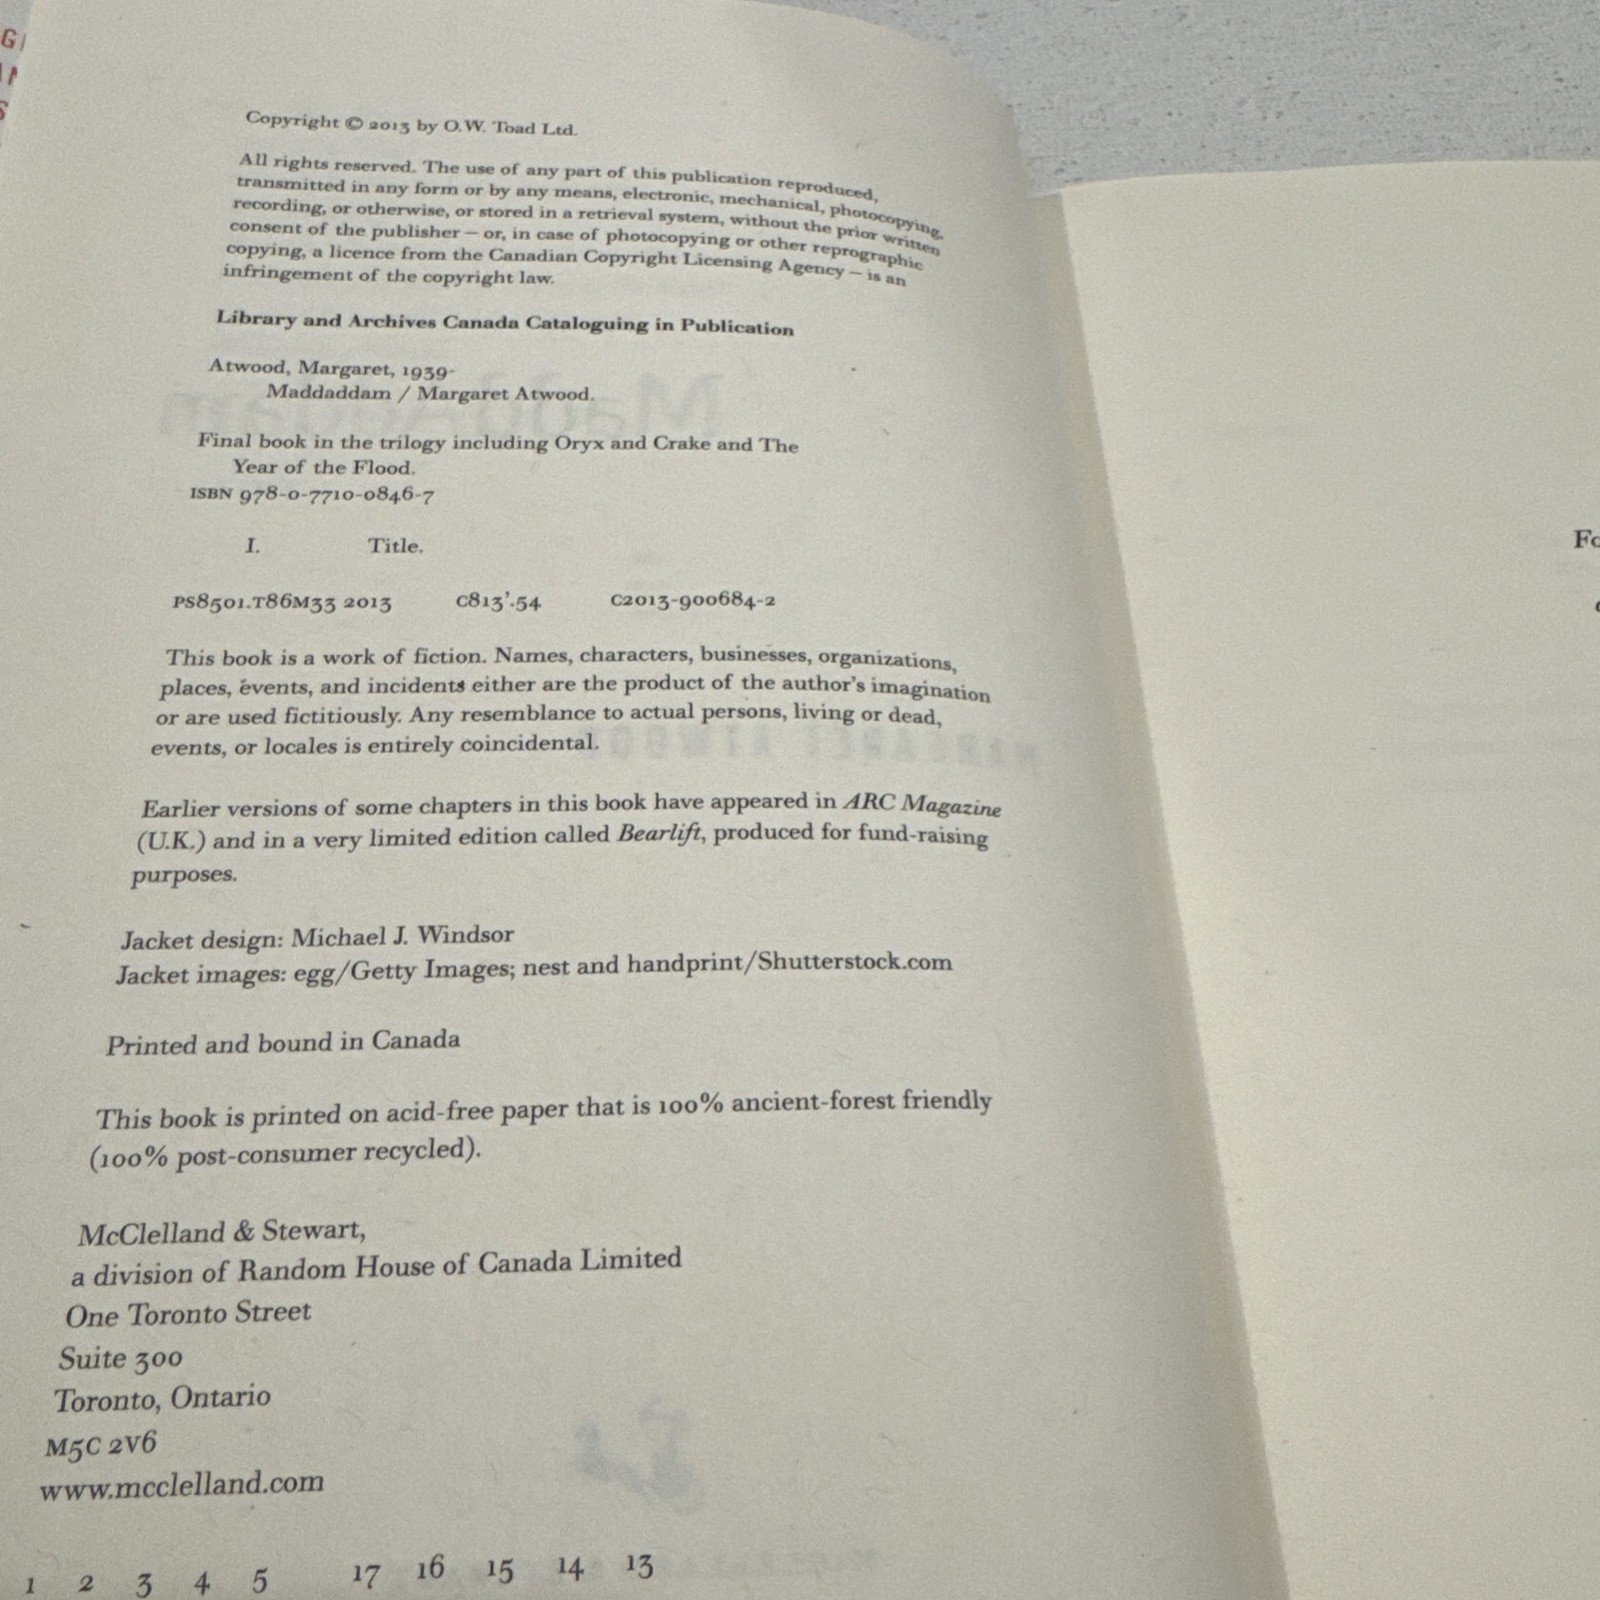 Copyright © 2013 by O.W. Toad Ltd.
All rights reserved. The use of any part of this publication reproduced,
transmitted in any form or by any means, electronic, mechanical, photocopying,
recording, or otherwise, or stored in a retrieval system, without the prior written
consent of the publisher – or, in case of photocopying or other reprographic
copying, a licence from the Canadian Copyright Licensing Agency – is an
infringement of the copyright law.
Library and Archives Canada Cataloguing in Publication
Atwood, Margaret, 1939-
Maddaddam / Margaret Atwood.
Final book in the trilogy including Oryx and Crake and The
Year of the Flood.
ISBN 978-0-7710-0846-7
I. Title.
PS8501.T86M33 2013 C813'.54 C2013-900684-2
This book is a work of fiction. Names, characters, businesses, organizations,
places, events, and incidents either are the product of the author's imagination
or are used fictitiously. Any resemblance to actual persons, living or dead,
events, or locales is entirely coincidental.
Earlier versions of some chapters in this book have appeared in ARC Magazine
(U.K.) and in a very limited edition called Bearlift, produced for fund-raising
purposes.
Jacket design: Michael J. Windsor
Jacket images: egg/Getty Images; nest and handprint/Shutterstock.com
Printed and bound in Canada
This book is printed on acid-free paper that is 100% ancient-forest friendly
(100% post-consumer recycled).
McClelland & Stewart,
a division of Random House of Canada Limited
One Toronto Street
Suite 300
Toronto, Ontario
M5C 2V6
www.mcclelland.com
1 2 3 4 5 17 16 15 14 13